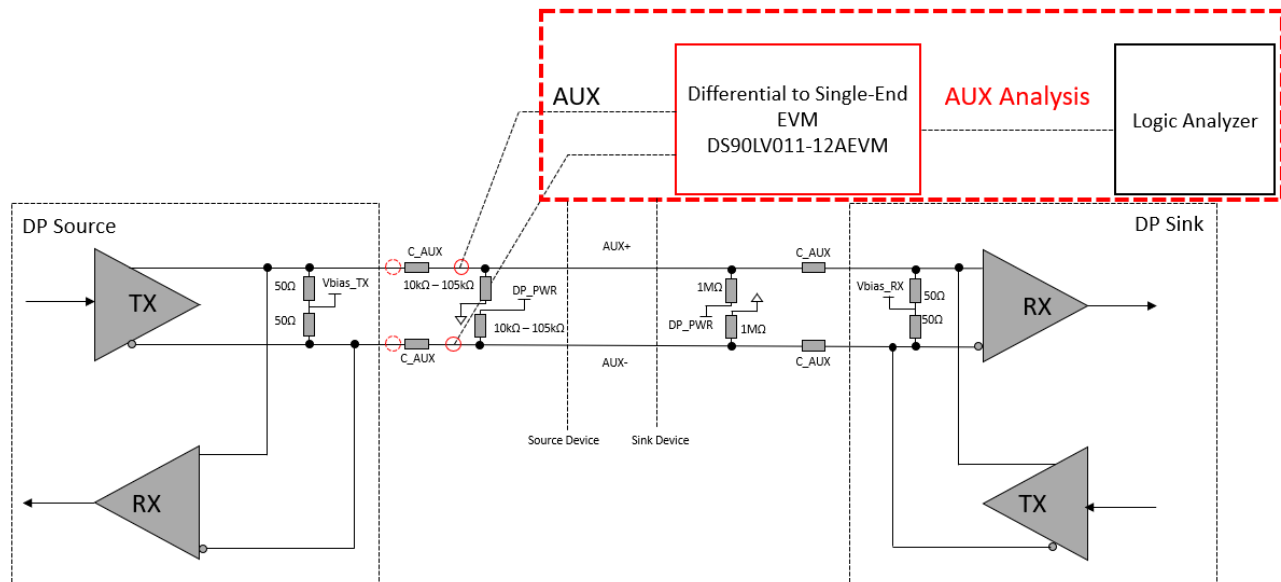 AUX
Differential to Single-End
EVM
DS90LV011-12AEVM
AUX Analysis
Logic Analyzer
DP Source
DP Sink
TX
50Ω
Vbias_TX
50Ω
C_AUX
10kΩ – 105kΩ
DP_PWR
10kΩ – 105kΩ
C_AUX
AUX+
AUX-
1MΩ
DP_PWR
1MΩ
C_AUX
C_AUX
Vbias_RX
50Ω
50Ω
RX
Source Device
Sink Device
RX
TX